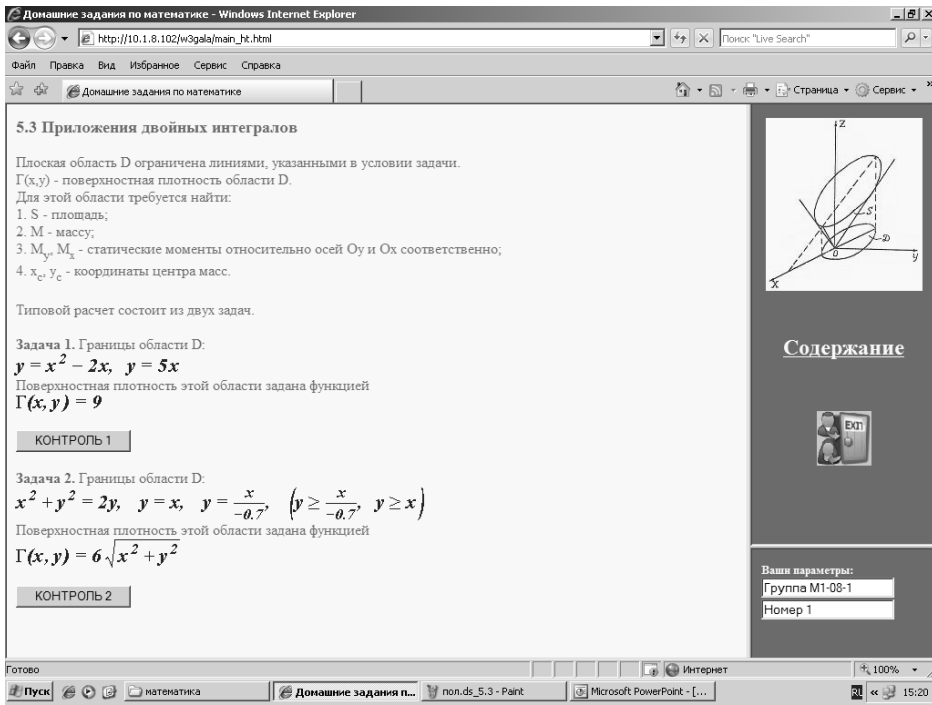 Домашние задания по математике - Windows Internet Explorer
http://10.1.8.102/w3gala/main_ht.html
Поиск "Live Search"
Файл Правка Вид Избранное Сервис Справка
Домашние задания по математике
Страница Сервис »
5.3 Приложения двойных интегралов
Плоская область D ограничена линиями, указанными в условии задачи.
Г(x,y) - поверхностная плотность области D.
Для этой области требуется найти:
1. S - площадь;
2. M - массу;
3. M_y, M_x - статические моменты относительно осей Oy и Ox соответственно;
4. x_c, y_c - координаты центра масс.
Типовой расчет состоит из двух задач.
Задача 1. Границы области D:
y = x² − 2x, y = 5x
Поверхностная плотность этой области задана функцией
Г(x, y) = 9
КОНТРОЛЬ 1
Задача 2. Границы области D:
x² + y² = 2y, y = x, y = x/−0.7, (y ≥ x/−0.7, y ≥ x)
Поверхностная плотность этой области задана функцией
Г(x, y) = 6√(x² + y²)
КОНТРОЛЬ 2
z
S
D
0
y
x
Содержание
EXIT
Ваши параметры:
Группа М1-08-1
Номер 1
Готово
Интернет
100%
Пуск
математика
Домашние задания п...
пол.ds_5.3 - Paint
Microsoft PowerPoint - [...
RU
«
15:20